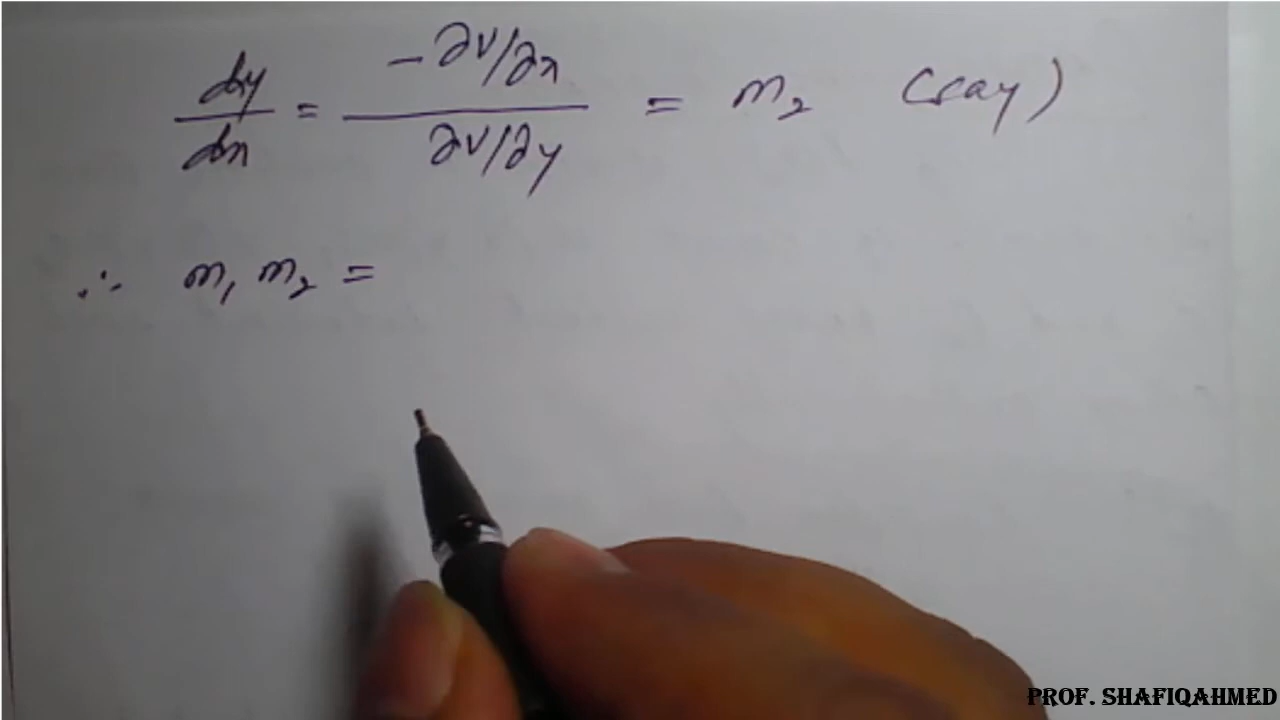 dy/dx = -∂V/∂x / ∂V/∂y = m₂ (say)
∴ m₁ m₂ =
PROF. SHAFIQAHMED